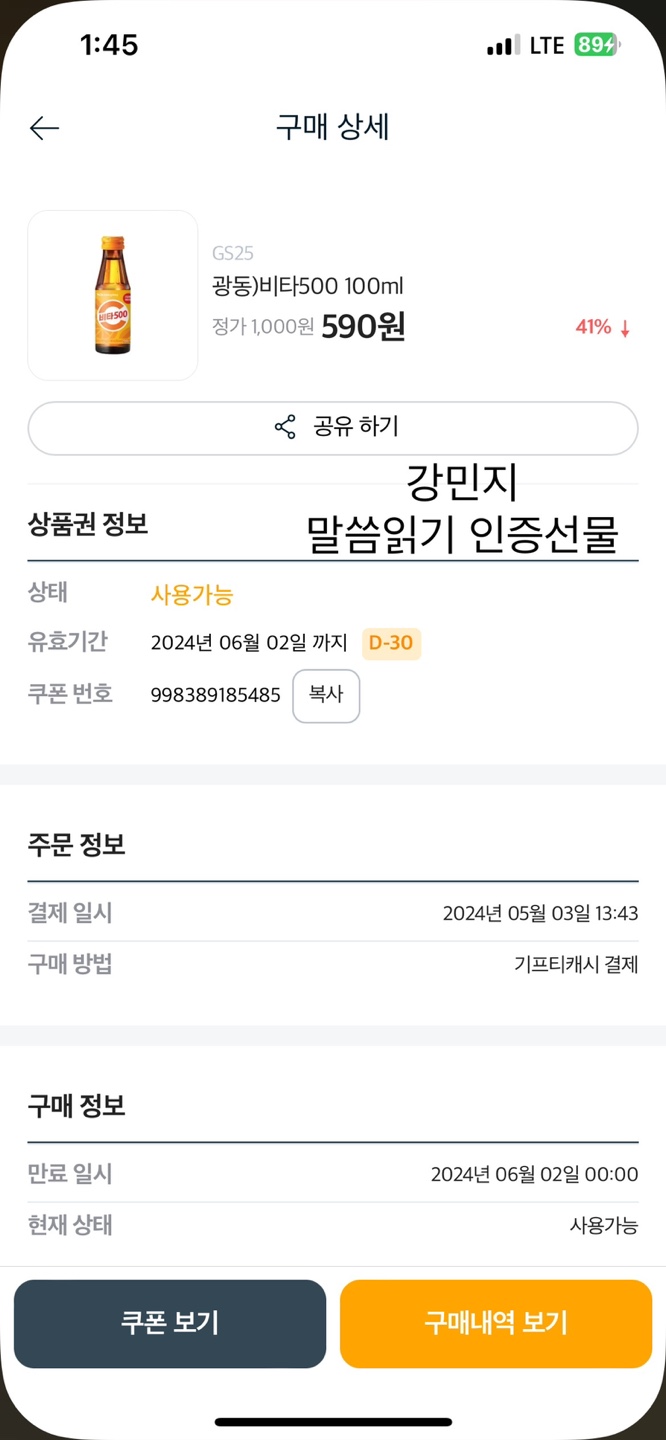 1:45
LTE 89
구매 상세
GS25
광동)비타500 100ml
정가 1,000원 590원 41% ↓
비타500
공유 하기
강민지
말씀읽기 인증선물
상품권 정보
상태 사용가능
유효기간 2024년 06월 02일 까지 D-30
쿠폰 번호 998389185485 복사
주문 정보
결제 일시 2024년 05월 03일 13:43
구매 방법 기프티캐시 결제
구매 정보
만료 일시 2024년 06월 02일 00:00
현재 상태 사용가능
쿠폰 보기 구매내역 보기